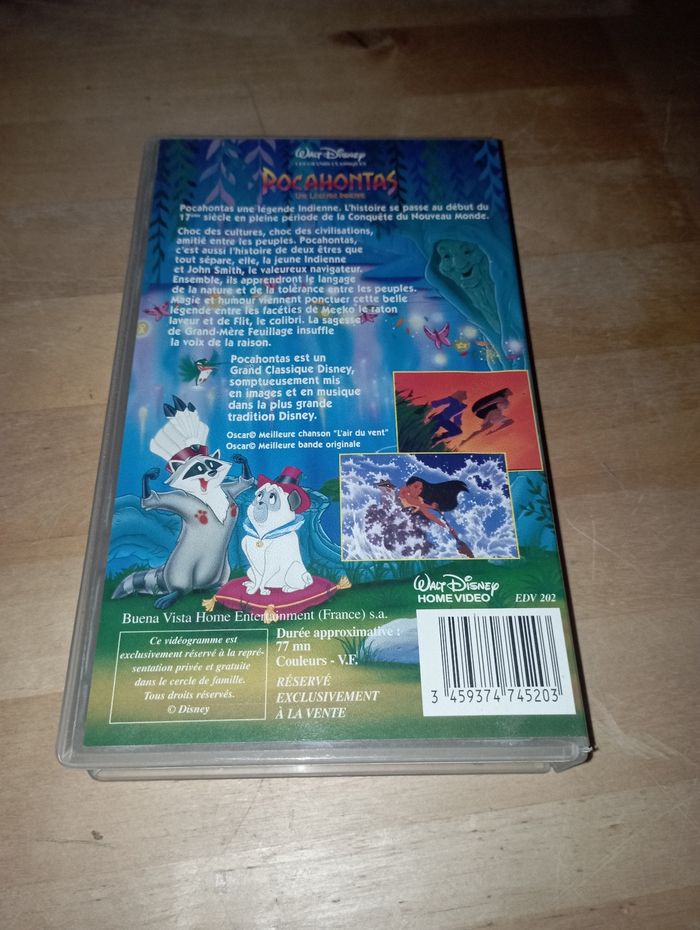 Walt Disney
LES GRANDS CLASSIQUES
POCAHONTAS
UNE LÉGENDE INDIENNE
Pocahontas une légende Indienne. L'histoire se passe au début du
17ème siècle en pleine période de la Conquête du Nouveau Monde.
Choc des cultures, choc des civilisations,
amitié entre les peuples. Pocahontas,
c'est aussi l'histoire de deux êtres que
tout sépare, elle, la jeune Indienne
et John Smith, le valeureux navigateur.
Ensemble, ils apprendront le langage
de la nature et de la tolérance entre les peuples.
Magie et humour viennent ponctuer cette belle
légende entre les facéties de Meeko le raton
laveur et de Flit, le colibri. La sagesse
de Grand-Mère Feuillage insuffle
la voix de la raison.
Pocahontas est un
Grand Classique Disney,
somptueusement mis
en images et en musique
dans la plus grande
tradition Disney.
Oscar© Meilleure chanson "L'air du vent"
Oscar© Meilleure bande originale
Walt Disney
HOME VIDEO
EDV 202
Buena Vista Home Entertainment (France) s.a.
Ce vidéogramme est
exclusivement réservé à la repré-
sentation privée et gratuite
dans le cercle de famille.
Tous droits réservés.
© Disney
Durée approximative :
77 mn
Couleurs - V.F.
RÉSERVÉ
EXCLUSIVEMENT
À LA VENTE
3 459374 745203